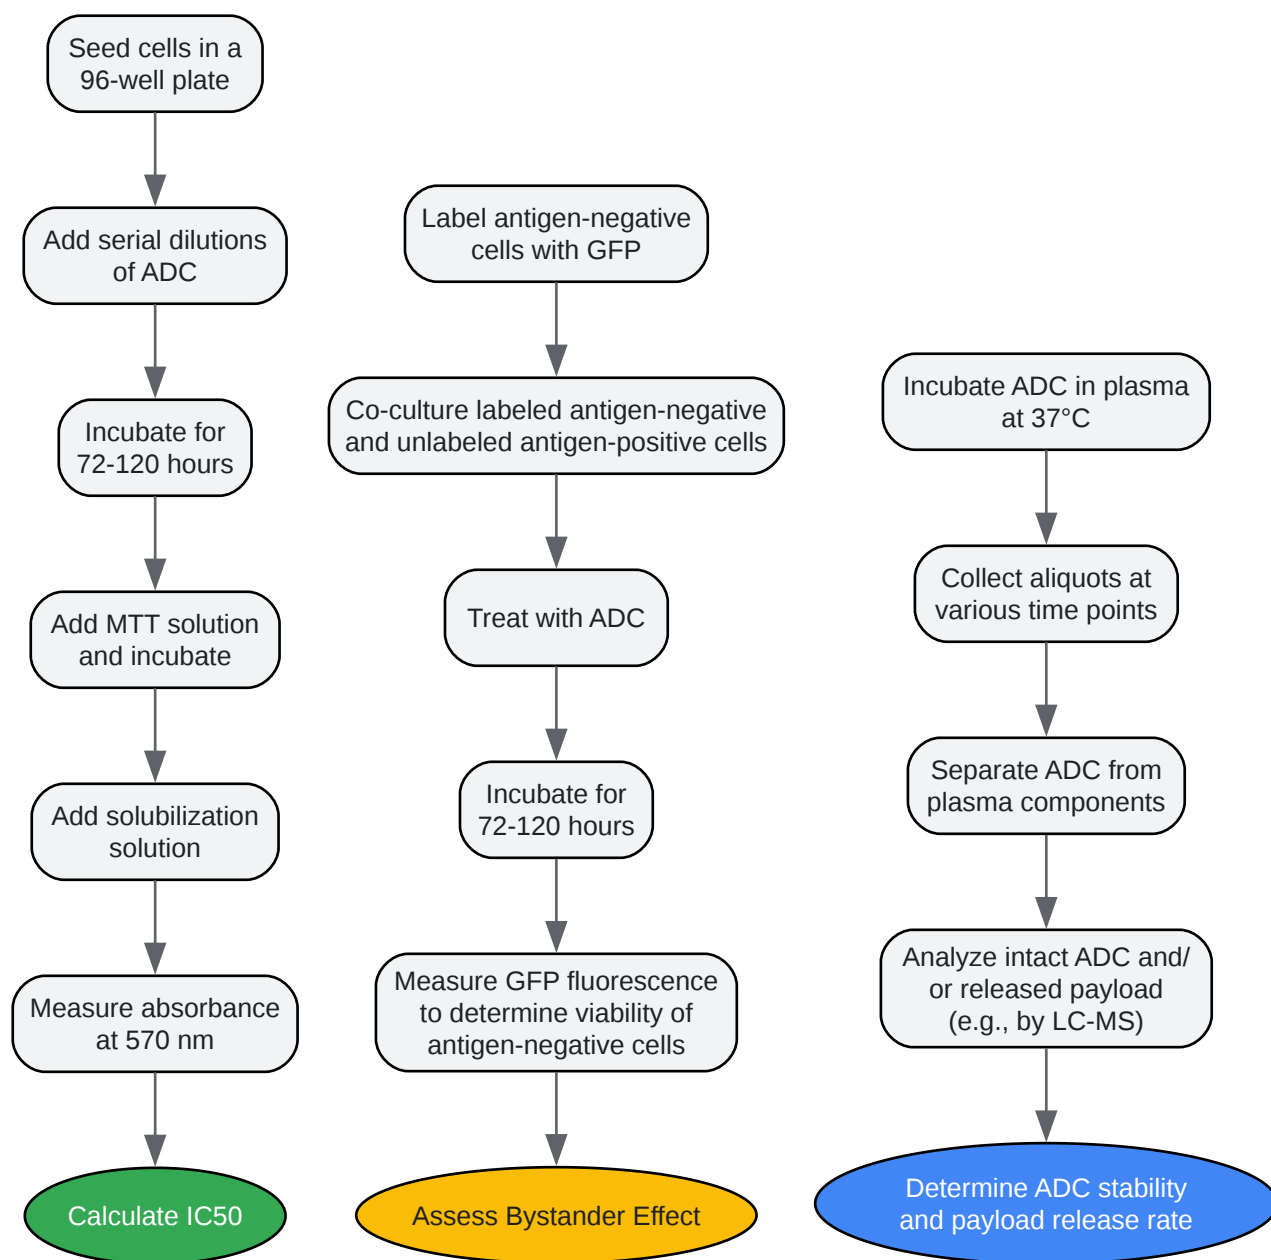 Seed cells in a
96-well plate
Add serial dilutions
of ADC
Incubate for
72-120 hours
Add MTT solution
and incubate
Add solubilization
solution
Measure absorbance
at 570 nm
Calculate IC50
Label antigen-negative
cells with GFP
Co-culture labeled antigen-negative
and unlabeled antigen-positive cells
Treat with ADC
Incubate for
72-120 hours
Measure GFP fluorescence
to determine viability of
antigen-negative cells
Assess Bystander Effect
Incubate ADC in plasma
at 37°C
Collect aliquots at
various time points
Separate ADC from
plasma components
Analyze intact ADC and/
or released payload
(e.g., by LC-MS)
Determine ADC stability
and payload release rate